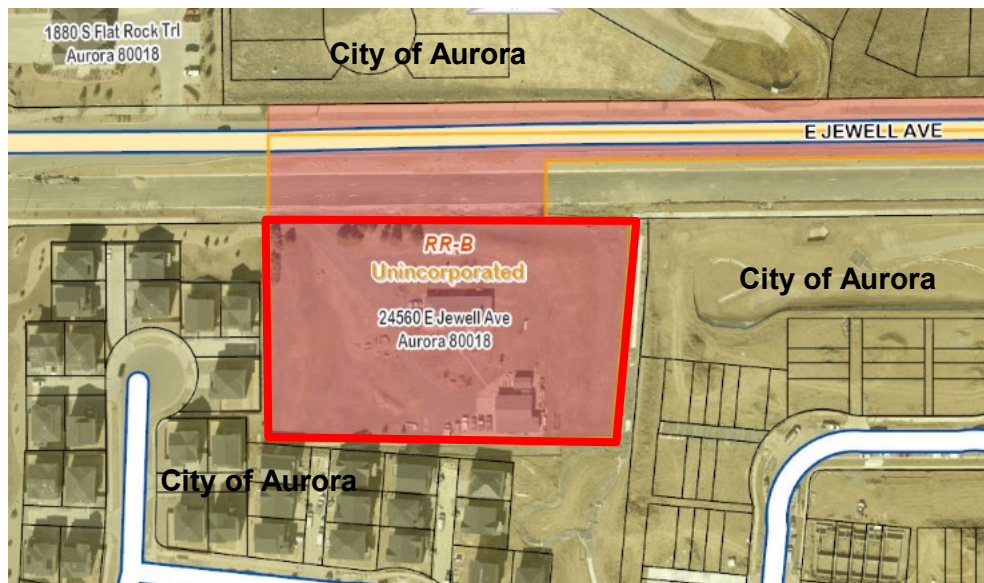 1880 S Flat Rock Trl
Aurora 80018
City of Aurora
E JEWELL AVE
RR-B
Unincorporated
24560 E Jewell Ave
Aurora 80018
City of Aurora
City of Aurora